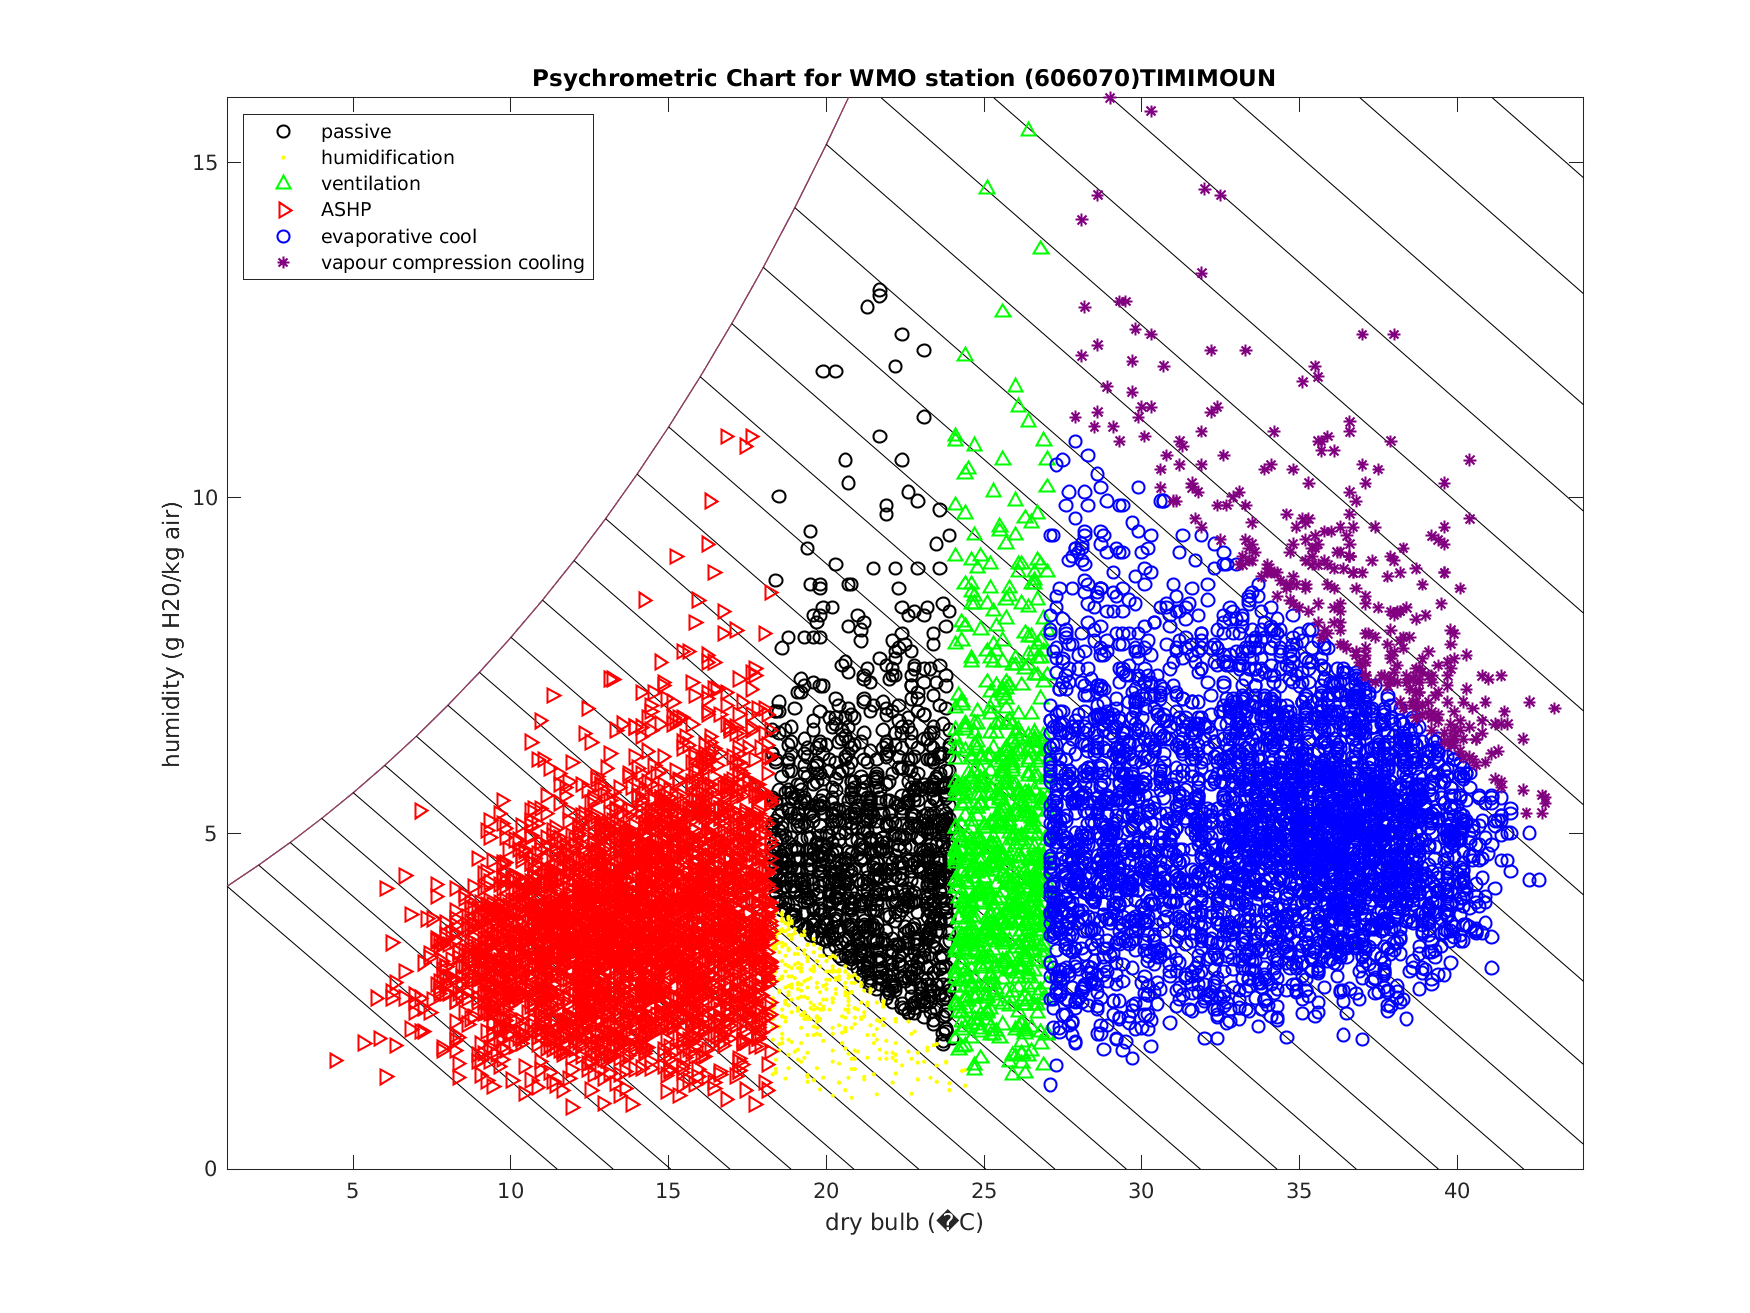 Psychrometric Chart for WMO station (606070)TIMIMOUN
passive
humidification
ventilation
ASHP
evaporative cool
vapour compression cooling
humidity (g H20/kg air)
15
10
5
0
5 10 15 20 25 30 35 40
dry bulb (�C)